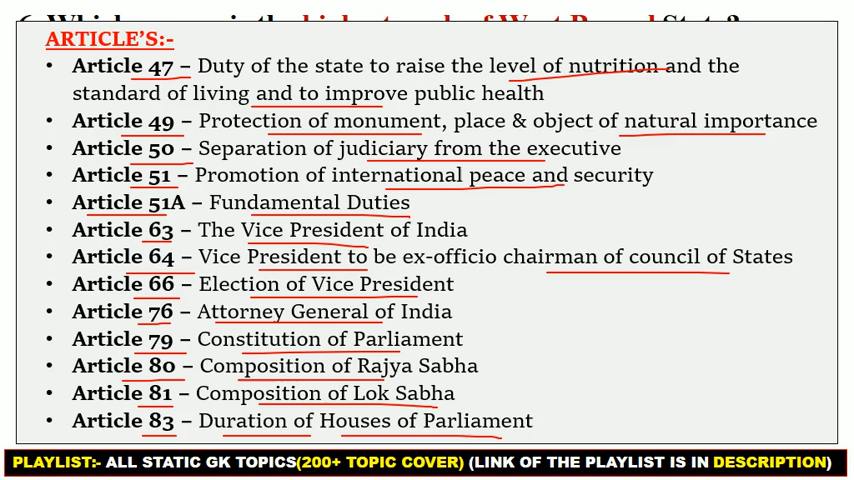 6. Which
ARTICLE'S:-
• Article 47 – Duty of the state to raise the level of nutrition and the
standard of living and to improve public health
• Article 49 – Protection of monument, place & object of natural importance
• Article 50 – Separation of judiciary from the executive
• Article 51 – Promotion of international peace and security
• Article 51A – Fundamental Duties
• Article 63 – The Vice President of India
• Article 64 – Vice President to be ex-officio chairman of council of States
• Article 66 – Election of Vice President
• Article 76 – Attorney General of India
• Article 79 – Constitution of Parliament
• Article 80 – Composition of Rajya Sabha
• Article 81 – Composition of Lok Sabha
• Article 83 – Duration of Houses of Parliament
PLAYLIST:- ALL STATIC GK TOPICS(200+ TOPIC COVER) (LINK OF THE PLAYLIST IS IN DESCRIPTION)